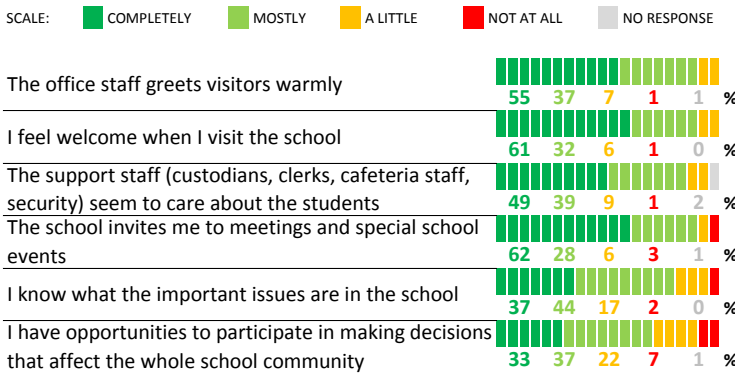 SCALE: COMPLETELY MOSTLY A LITTLE NOT AT ALL NO RESPONSE
The office staff greets visitors warmly
55 37 7 1 1 %
I feel welcome when I visit the school
61 32 6 1 0 %
The support staff (custodians, clerks, cafeteria staff,
security) seem to care about the students
49 39 9 1 2 %
The school invites me to meetings and special school
events
62 28 6 3 1 %
I know what the important issues are in the school
37 44 17 2 0 %
I have opportunities to participate in making decisions
that affect the whole school community
33 37 22 7 1 %